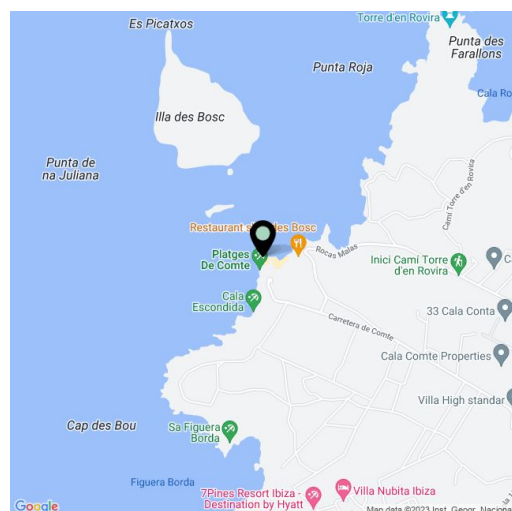 Torre d'en Rovira
Es Picatxos
Punta des
Farallons
Punta Roja
Cala Ro
Illa des Bosc
Punta de
na Juliana
Camí Torre d'en Rovira
Restaurant s' des Bosc
Rocas Malas
Platges
De Comte
Inici Camí Torre
d'en Rovira
C
Cala
Escondida
33 Cala Conta
Carretera de Comte
Cala Comte Properties
Villa High standar
Cap des Bou
Sa Figuera
Borda
Figuera Borda
7Pines Resort Ibiza -
Destination by Hyatt
Villa Nubita Ibiza
Google
Map data ©2023 Inst. Geogr. Nacional